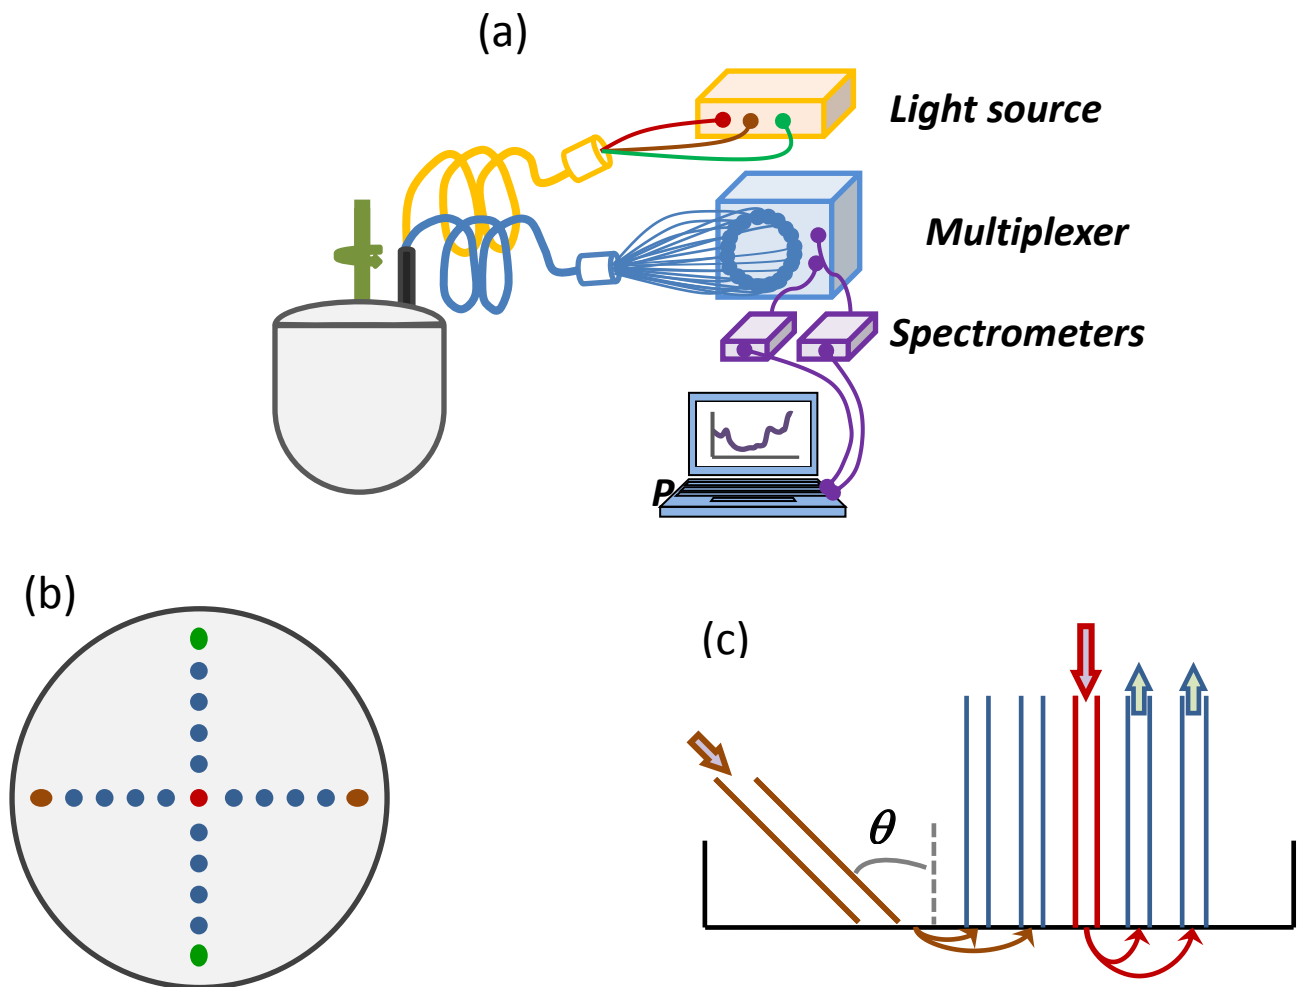 (a)
Light source
Multiplexer
Spectrometers
P
(b)
(c)
θ